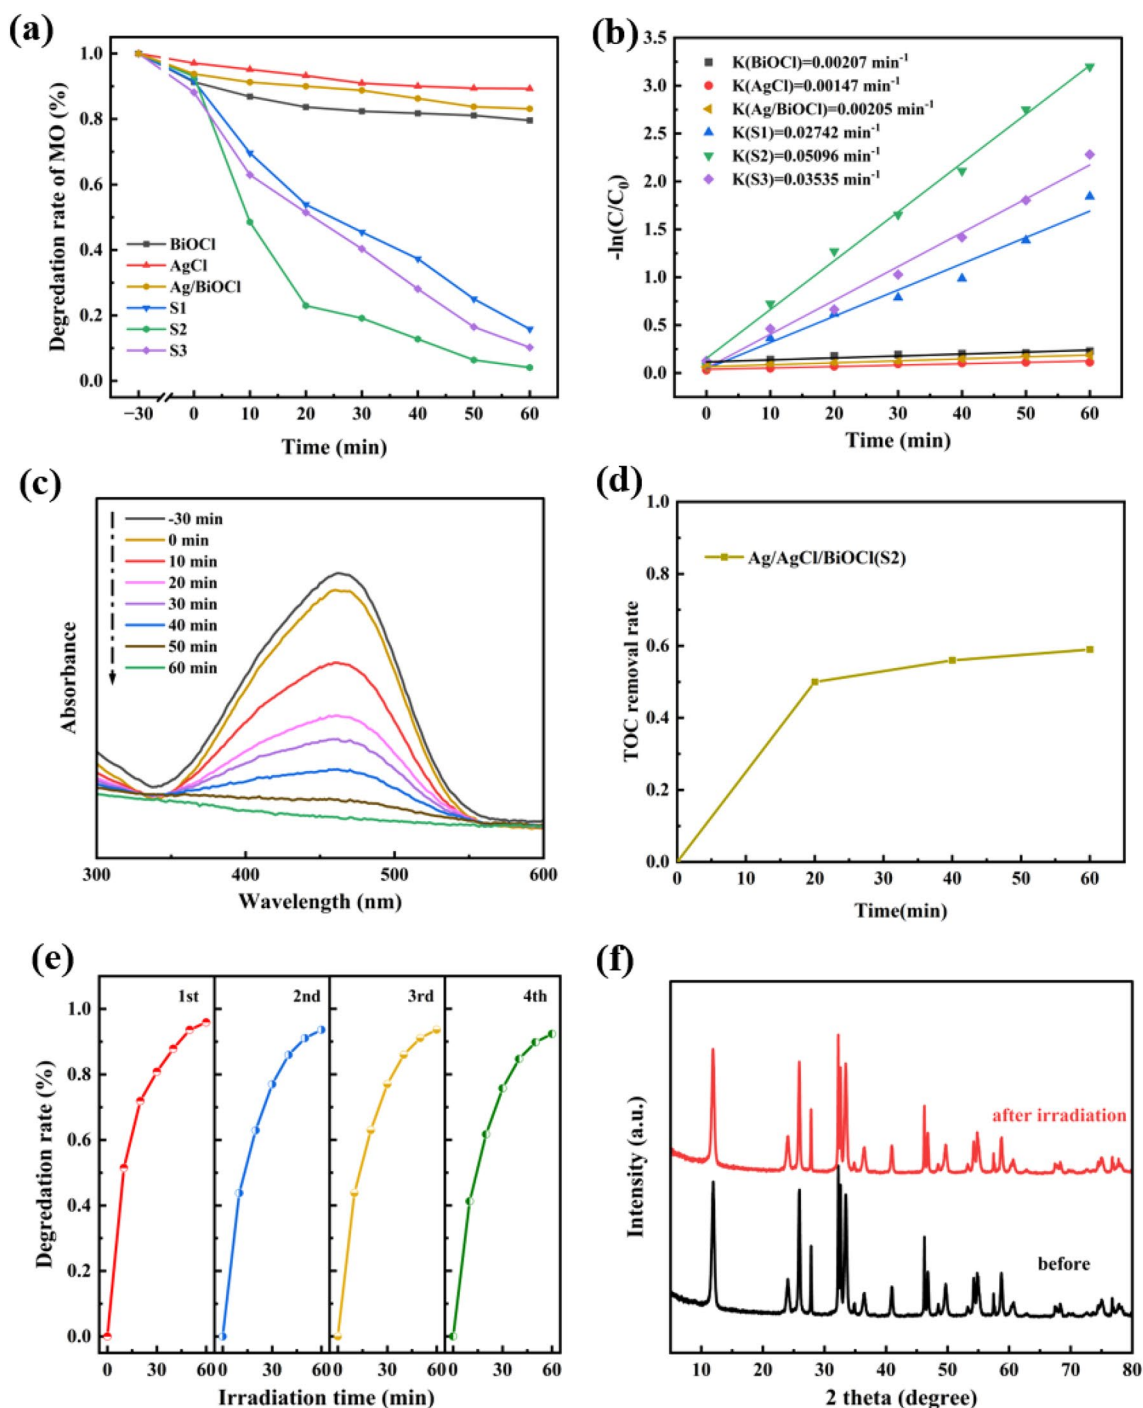 (a)
Degredation rate of MO (%)
1.0
0.8
0.6
0.4
0.2
0.0
BiOCl
AgCl
Ag/BiOCl
S1
S2
S3
−30 0 10 20 30 40 50 60
Time (min)
(b)
-ln(C/C0)
3.5
3.0
2.5
2.0
1.5
1.0
0.5
0.0
K(BiOCl)=0.00207 min-1
K(AgCl)=0.00147 min-1
K(Ag/BiOCl)=0.00205 min-1
K(S1)=0.02742 min-1
K(S2)=0.05096 min-1
K(S3)=0.03535 min-1
0 10 20 30 40 50 60
Time (min)
(c)
Absorbance
-30 min
0 min
10 min
20 min
30 min
40 min
50 min
60 min
300 400 500 600
Wavelength (nm)
(d)
TOC removal rate
1.0
0.8
0.6
0.4
0.2
0.0
Ag/AgCl/BiOCl(S2)
0 10 20 30 40 50 60
Time(min)
(e)
Degredation rate (%)
1.0
0.8
0.6
0.4
0.2
0.0
1st 2nd 3rd 4th
0 30 60 0 30 60 0 30 60 0 30 60
Irradiation time (min)
(f)
Intensity (a.u.)
after irradiation
before
10 20 30 40 50 60 70 80
2 theta (degree)